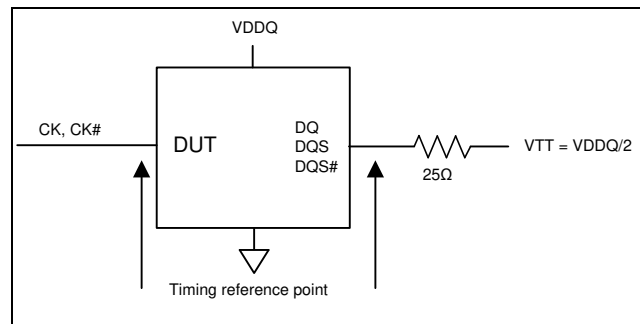 VDDQ
CK, CK#
DUT
DQ
DQS
DQS#
VTT = VDDQ/2
25Ω
Timing reference point